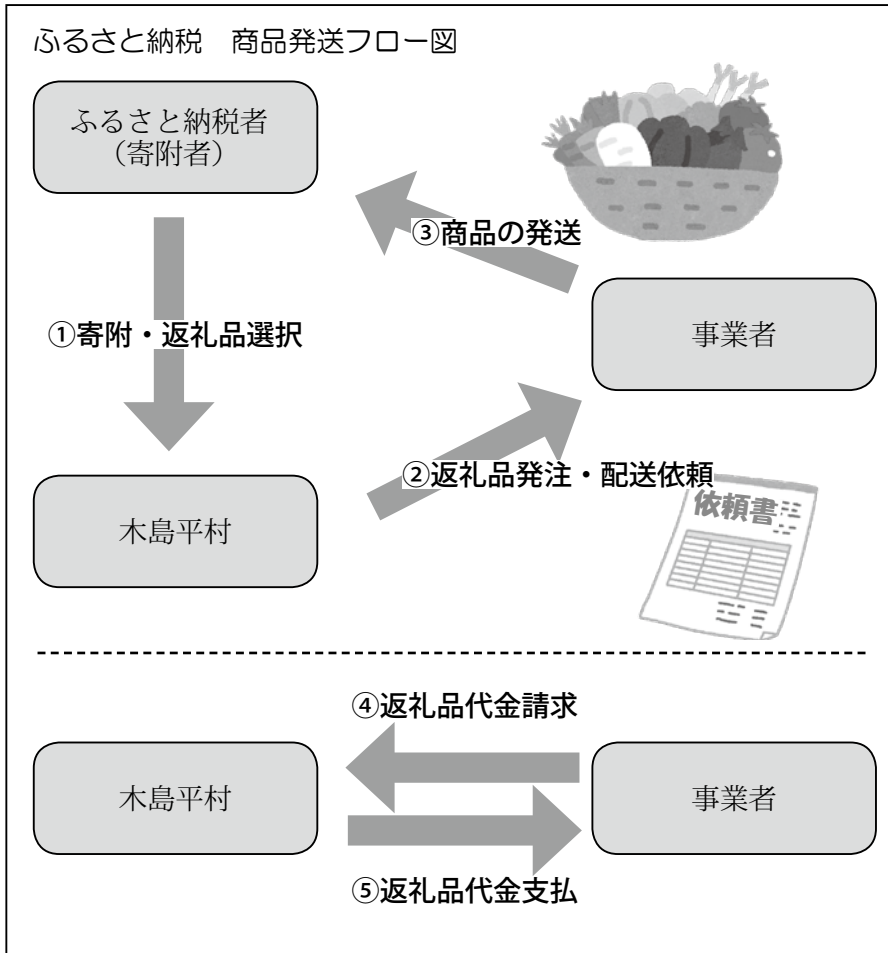 ふるさと納税　商品発送フロー図
ふるさと納税者
（寄附者）
③商品の発送
①寄附・返礼品選択
事業者
②返礼品発注・配送依頼
木島平村
依頼書
④返礼品代金請求
木島平村
事業者
⑤返礼品代金支払